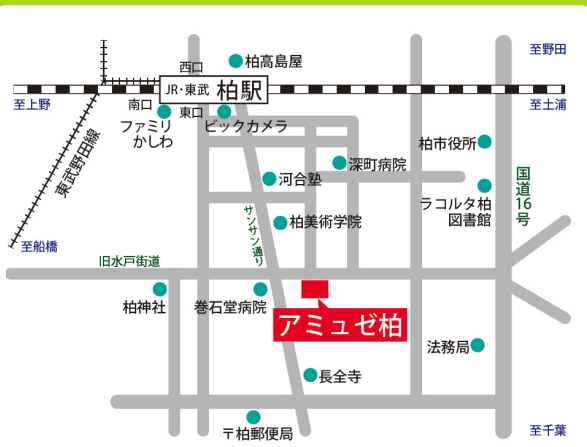 至野田
柏高島屋
西口
JR・東武 柏駅
至上野
南口
東口
至土浦
ファミリ
かしわ
ビックカメラ
東武野田線
柏市役所
深町病院
国道16号
河合塾
ラコルタ柏
図書館
サンサン通り
柏美術学院
至船橋
旧水戸街道
柏神社
巻石堂病院
アミュゼ柏
法務局
長全寺
〒柏郵便局
至千葉